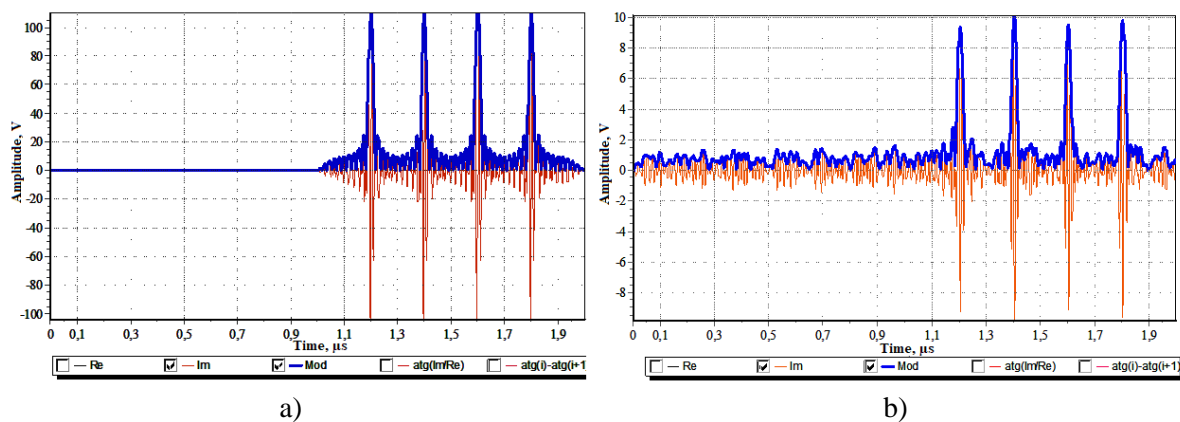 Amplitude, V
100
80
60
40
20
0
-20
-40
-60
-80
-100
0 0,1 0,3 0,5 0,7 0,9 1,1 1,3 1,5 1,7 1,9
Time, μs
Re Im Mod atg(Im/Re) atg(i)-atg(i+1
a)
Amplitude, V
10
8
6
4
2
0
-2
-4
-6
-8
0 0,1 0,3 0,5 0,7 0,9 1,1 1,3 1,5 1,7 1,9
Time, μs
Re Im Mod atg(Im/Re) atg(i)-atg(i+1)
b)